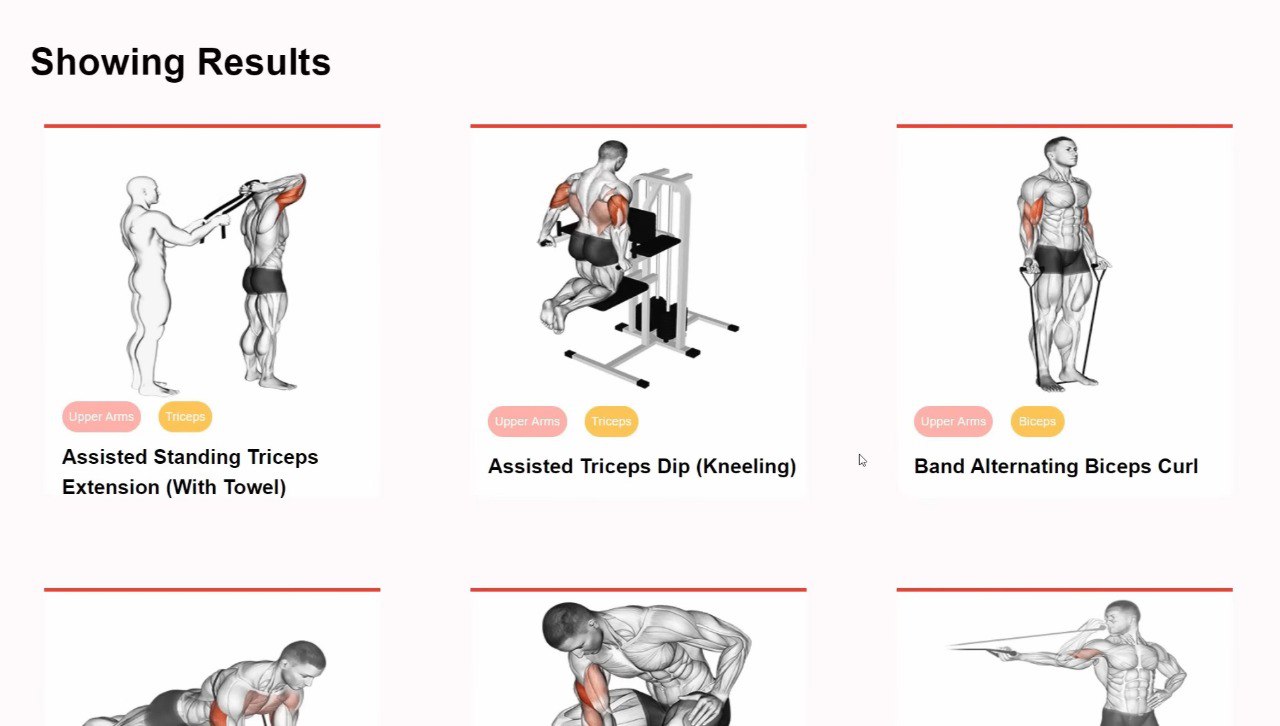 Showing Results
Upper Arms
Triceps
Assisted Standing Triceps
Extension (With Towel)
Upper Arms
Triceps
Assisted Triceps Dip (Kneeling)
Upper Arms
Biceps
Band Alternating Biceps Curl